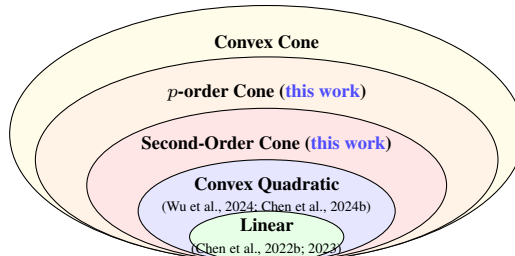 Convex Cone
p-order Cone (this work)
Second-Order Cone (this work)
Convex Quadratic
(Wu et al., 2024; Chen et al., 2024b)
Linear
(Chen et al., 2022b; 2023)